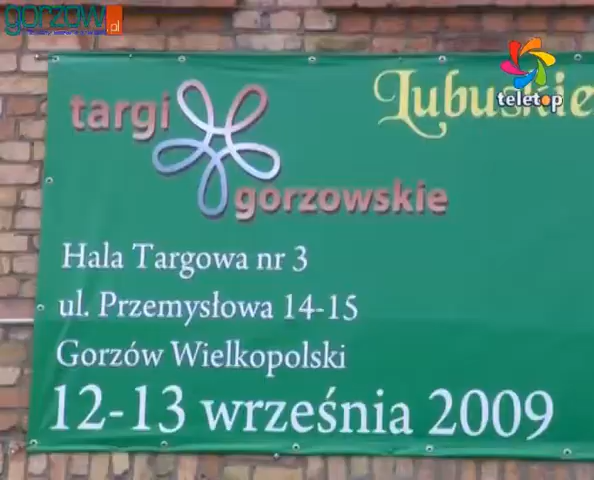 gorzow.pl
teletop
targi
gorzowskie
Lubuskie
Hala Targowa nr 3
ul. Przemysłowa 14-15
Gorzów Wielkopolski
12-13 września 2009